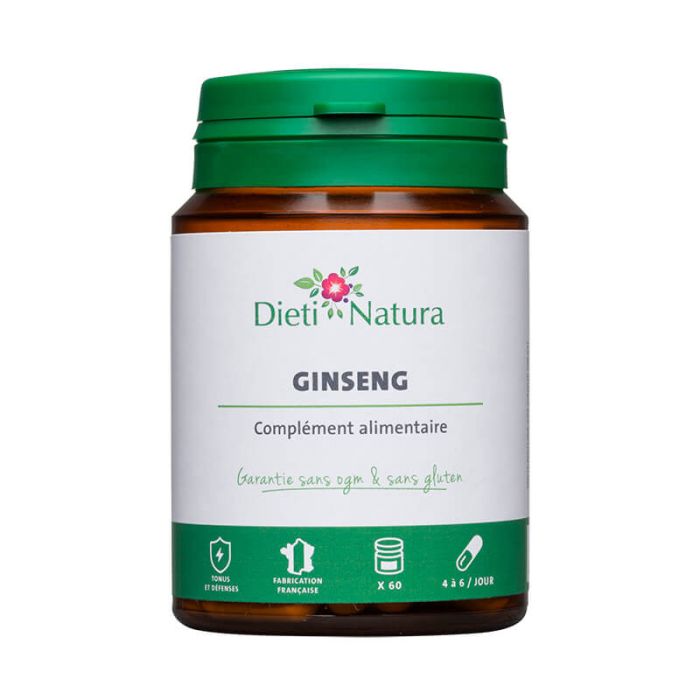 Dieti Natura
GINSENG
Complément alimentaire
Garantie sans ogm & sans gluten
TONUS
ET DÉFENSES
FABRICATION
FRANÇAISE
X 60
4 à 6 / JOUR